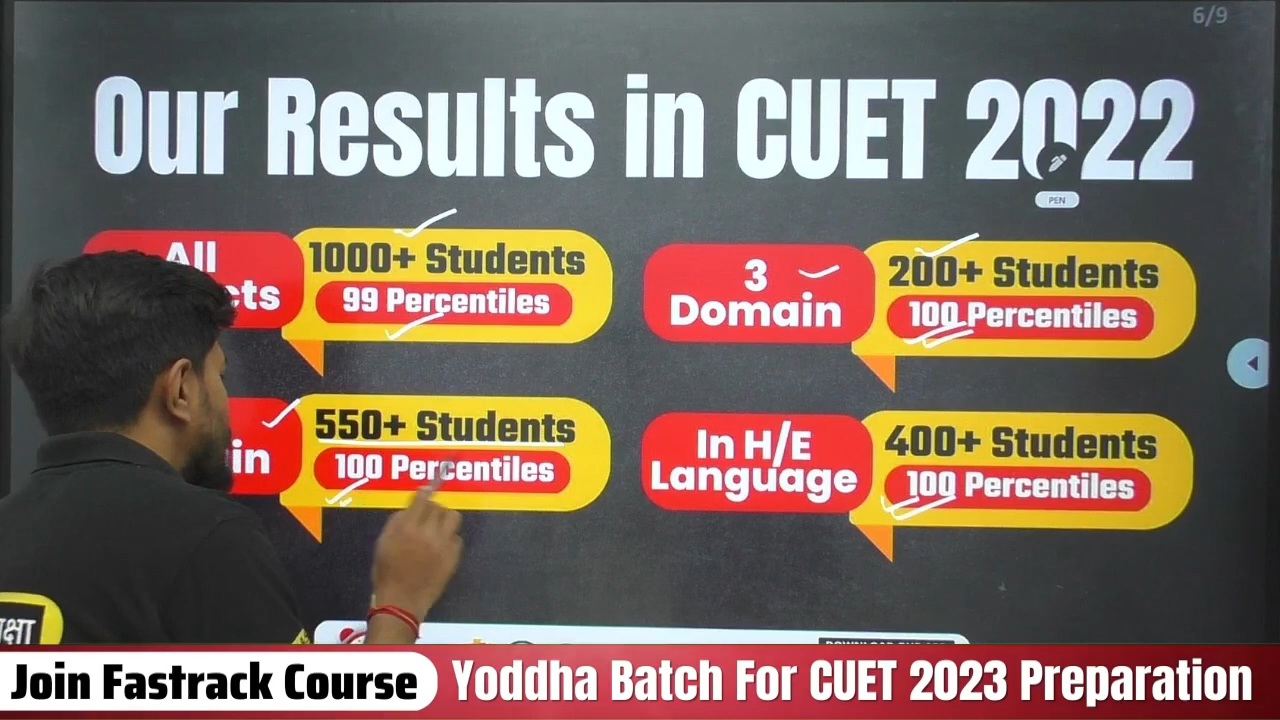 6/9
Our Results in CUET 2022
PEN
All
1000+ Students
99 Percentiles
3
Domain
200+ Students
100 Percentiles
550+ Students
100 Percentiles
In H/E
Language
400+ Students
100 Percentiles
Join Fastrack Course
Yoddha Batch For CUET 2023 Preparation